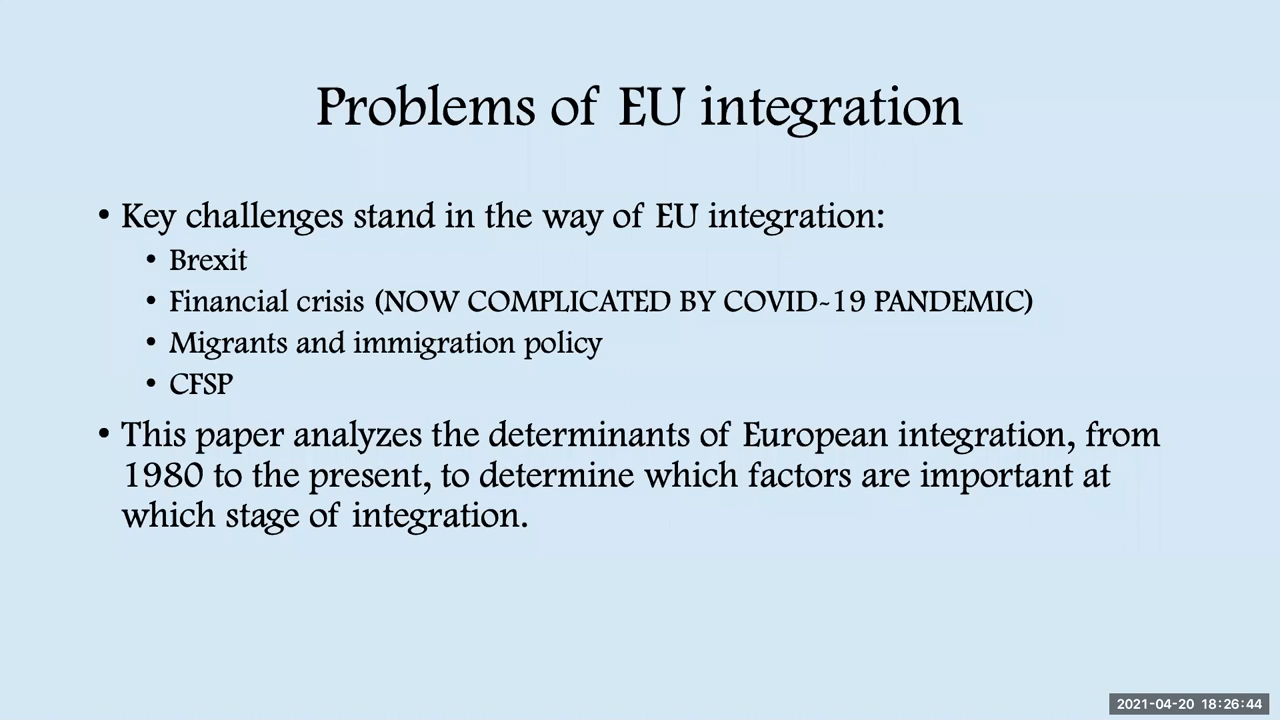 Problems of EU integration
• Key challenges stand in the way of EU integration:
• Brexit
• Financial crisis (NOW COMPLICATED BY COVID-19 PANDEMIC)
• Migrants and immigration policy
• CFSP
• This paper analyzes the determinants of European integration, from
1980 to the present, to determine which factors are important at
which stage of integration.
2021-04-20 18:26:44